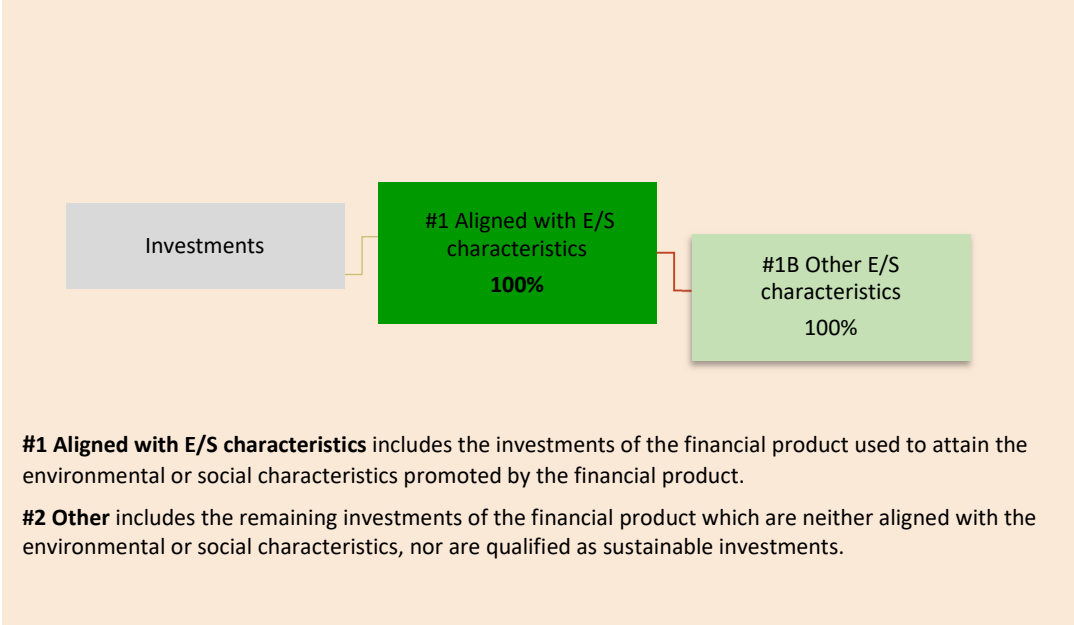 Investments
#1 Aligned with E/S
characteristics
100%
#1B Other E/S
characteristics
100%
#1 Aligned with E/S characteristics includes the investments of the financial product used to attain the
environmental or social characteristics promoted by the financial product.
#2 Other includes the remaining investments of the financial product which are neither aligned with the
environmental or social characteristics, nor are qualified as sustainable investments.